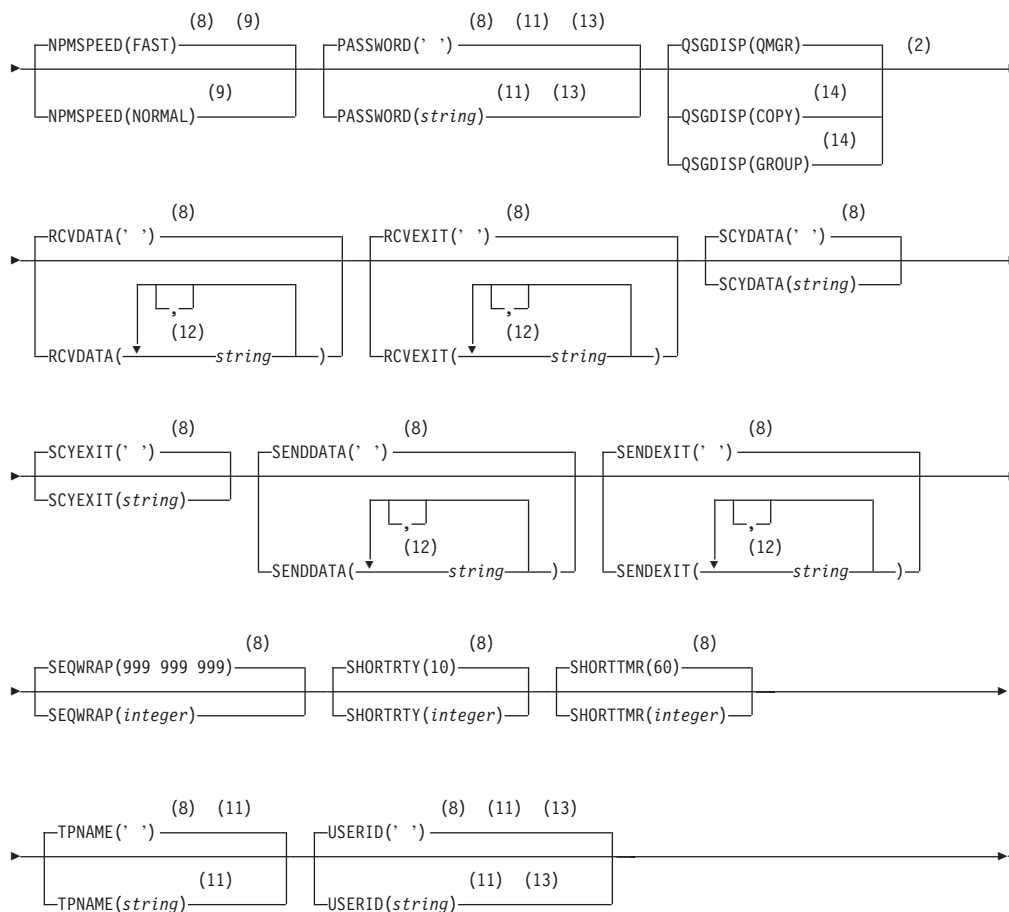 (8) (9) (8) (11) (13)
NPMSPEED(FAST) PASSWORD(' ') QSGDISP(QMGR) (2)
(9) (11) (13) (14)
NPMSPEED(NORMAL) PASSWORD(string) QSGDISP(COPY)
(14)
QSGDISP(GROUP)
(8) (8) (8)
RCVDATA(' ') RCVEXIT(' ') SCYDATA(' ')
SCYDATA(string)
, ,
(12) (12)
RCVDATA( string ) RCVEXIT( string )
(8) (8) (8)
SCYEXIT(' ') SENDDATA(' ') SENDEXIT(' ')
SCYEXIT(string)
, ,
(12) (12)
SENDDATA( string ) SENDEXIT( string )
(8) (8) (8)
SEQWRAP(999 999 999) SHORTRTY(10) SHORTTMR(60)
SEQWRAP(integer) SHORTRTY(integer) SHORTTMR(integer)
(8) (11) (8) (11) (13)
TPNAME(' ') USERID(' ')
(11) (11) (13)
TPNAME(string) USERID(string)